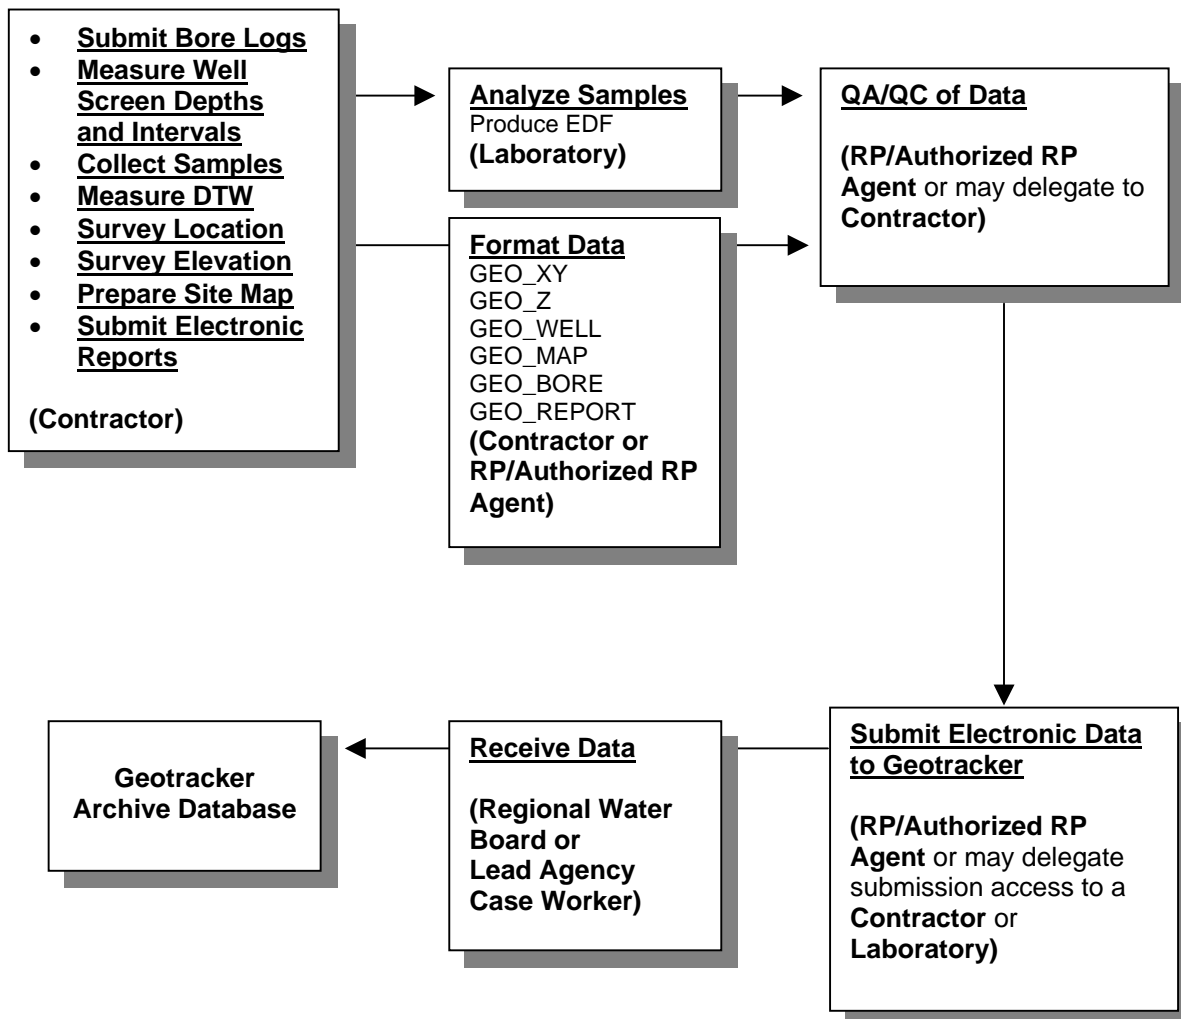 • Submit Bore Logs
• Measure Well
Screen Depths
and Intervals
• Collect Samples
• Measure DTW
• Survey Location
• Survey Elevation
• Prepare Site Map
• Submit Electronic
Reports
(Contractor)
Analyze Samples
Produce EDF
(Laboratory)
Format Data
GEO_XY
GEO_Z
GEO_WELL
GEO_MAP
GEO_BORE
GEO_REPORT
(Contractor or
RP/Authorized RP
Agent)
QA/QC of Data
(RP/Authorized RP
Agent or may delegate to
Contractor)
Submit Electronic Data
to Geotracker
(RP/Authorized RP
Agent or may delegate
submission access to a
Contractor or
Laboratory)
Receive Data
(Regional Water
Board or
Lead Agency
Case Worker)
Geotracker
Archive Database